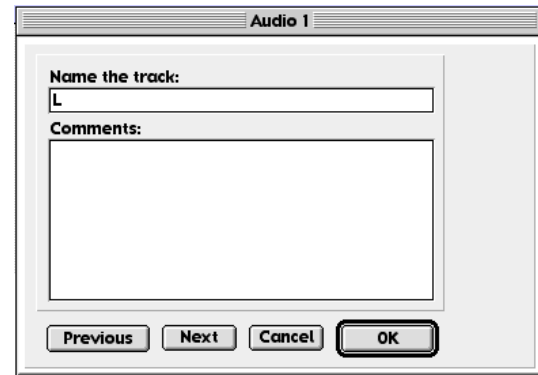 Audio 1
Name the track:
L
Comments:
Previous Next Cancel OK